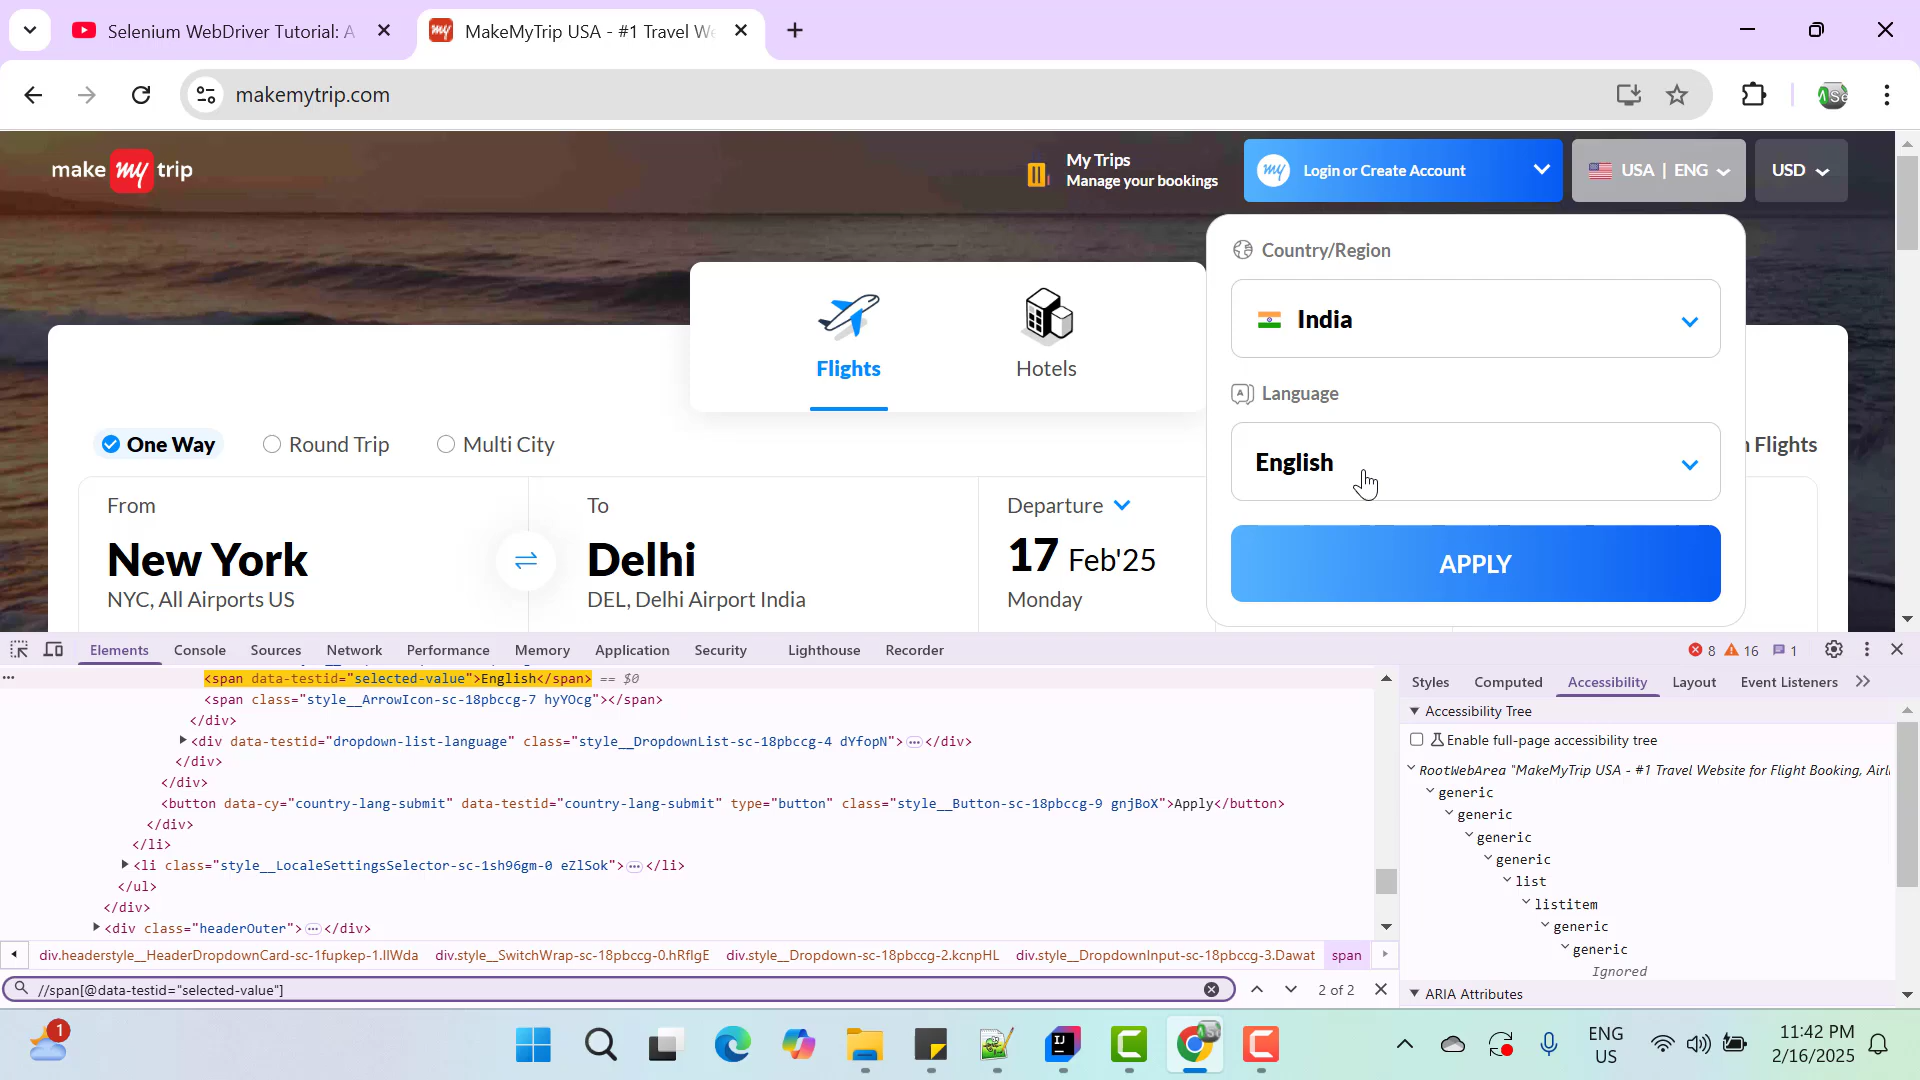 Selenium WebDriver Tutorial: A
MakeMyTrip USA - #1 Travel We
makemytrip.com
make my trip
My Trips
Manage your bookings
my Login or Create Account
USA | ENG
USD
Country/Region
India
Language
English
APPLY
Flights
Hotels
One Way
Round Trip
Multi City
Flights
From
New York
NYC, All Airports US
To
Delhi
DEL, Delhi Airport India
Departure
17 Feb'25
Monday
Elements Console Sources Network Performance Memory Application Security Lighthouse Recorder
8 16 1
<span data-testid="selected-value">English</span> == $0
<span class="style__ArrowIcon-sc-18pbccg-7 hyYOcg"></span>
</div>
<div data-testid="dropdown-list-language" class="style__DropdownList-sc-18pbccg-4 dYfopN">…</div>
</div>
</div>
<button data-cy="country-lang-submit" data-testid="country-lang-submit" type="button" class="style__Button-sc-18pbccg-9 gnjBoX">Apply</button>
</div>
</li>
<li class="style__LocaleSettingsSelector-sc-1sh96gm-0 eZlSok">…</li>
</ul>
</div>
<div class="headerOuter">…</div>
div.headerstyle__HeaderDropdownCard-sc-1fupkep-1.IIWda div.style__SwitchWrap-sc-18pbccg-0.hRflgE div.style__Dropdown-sc-18pbccg-2.kcnpHL div.style__DropdownInput-sc-18pbccg-3.Dawat span
//span[@data-testid="selected-value"]
2 of 2
Styles Computed Accessibility Layout Event Listeners
Accessibility Tree
Enable full-page accessibility tree
RootWebArea "MakeMyTrip USA - #1 Travel Website for Flight Booking, Airl
generic
generic
generic
generic
list
listitem
generic
generic
Ignored
ARIA Attributes
1
ENG
US
11:42 PM
2/16/2025